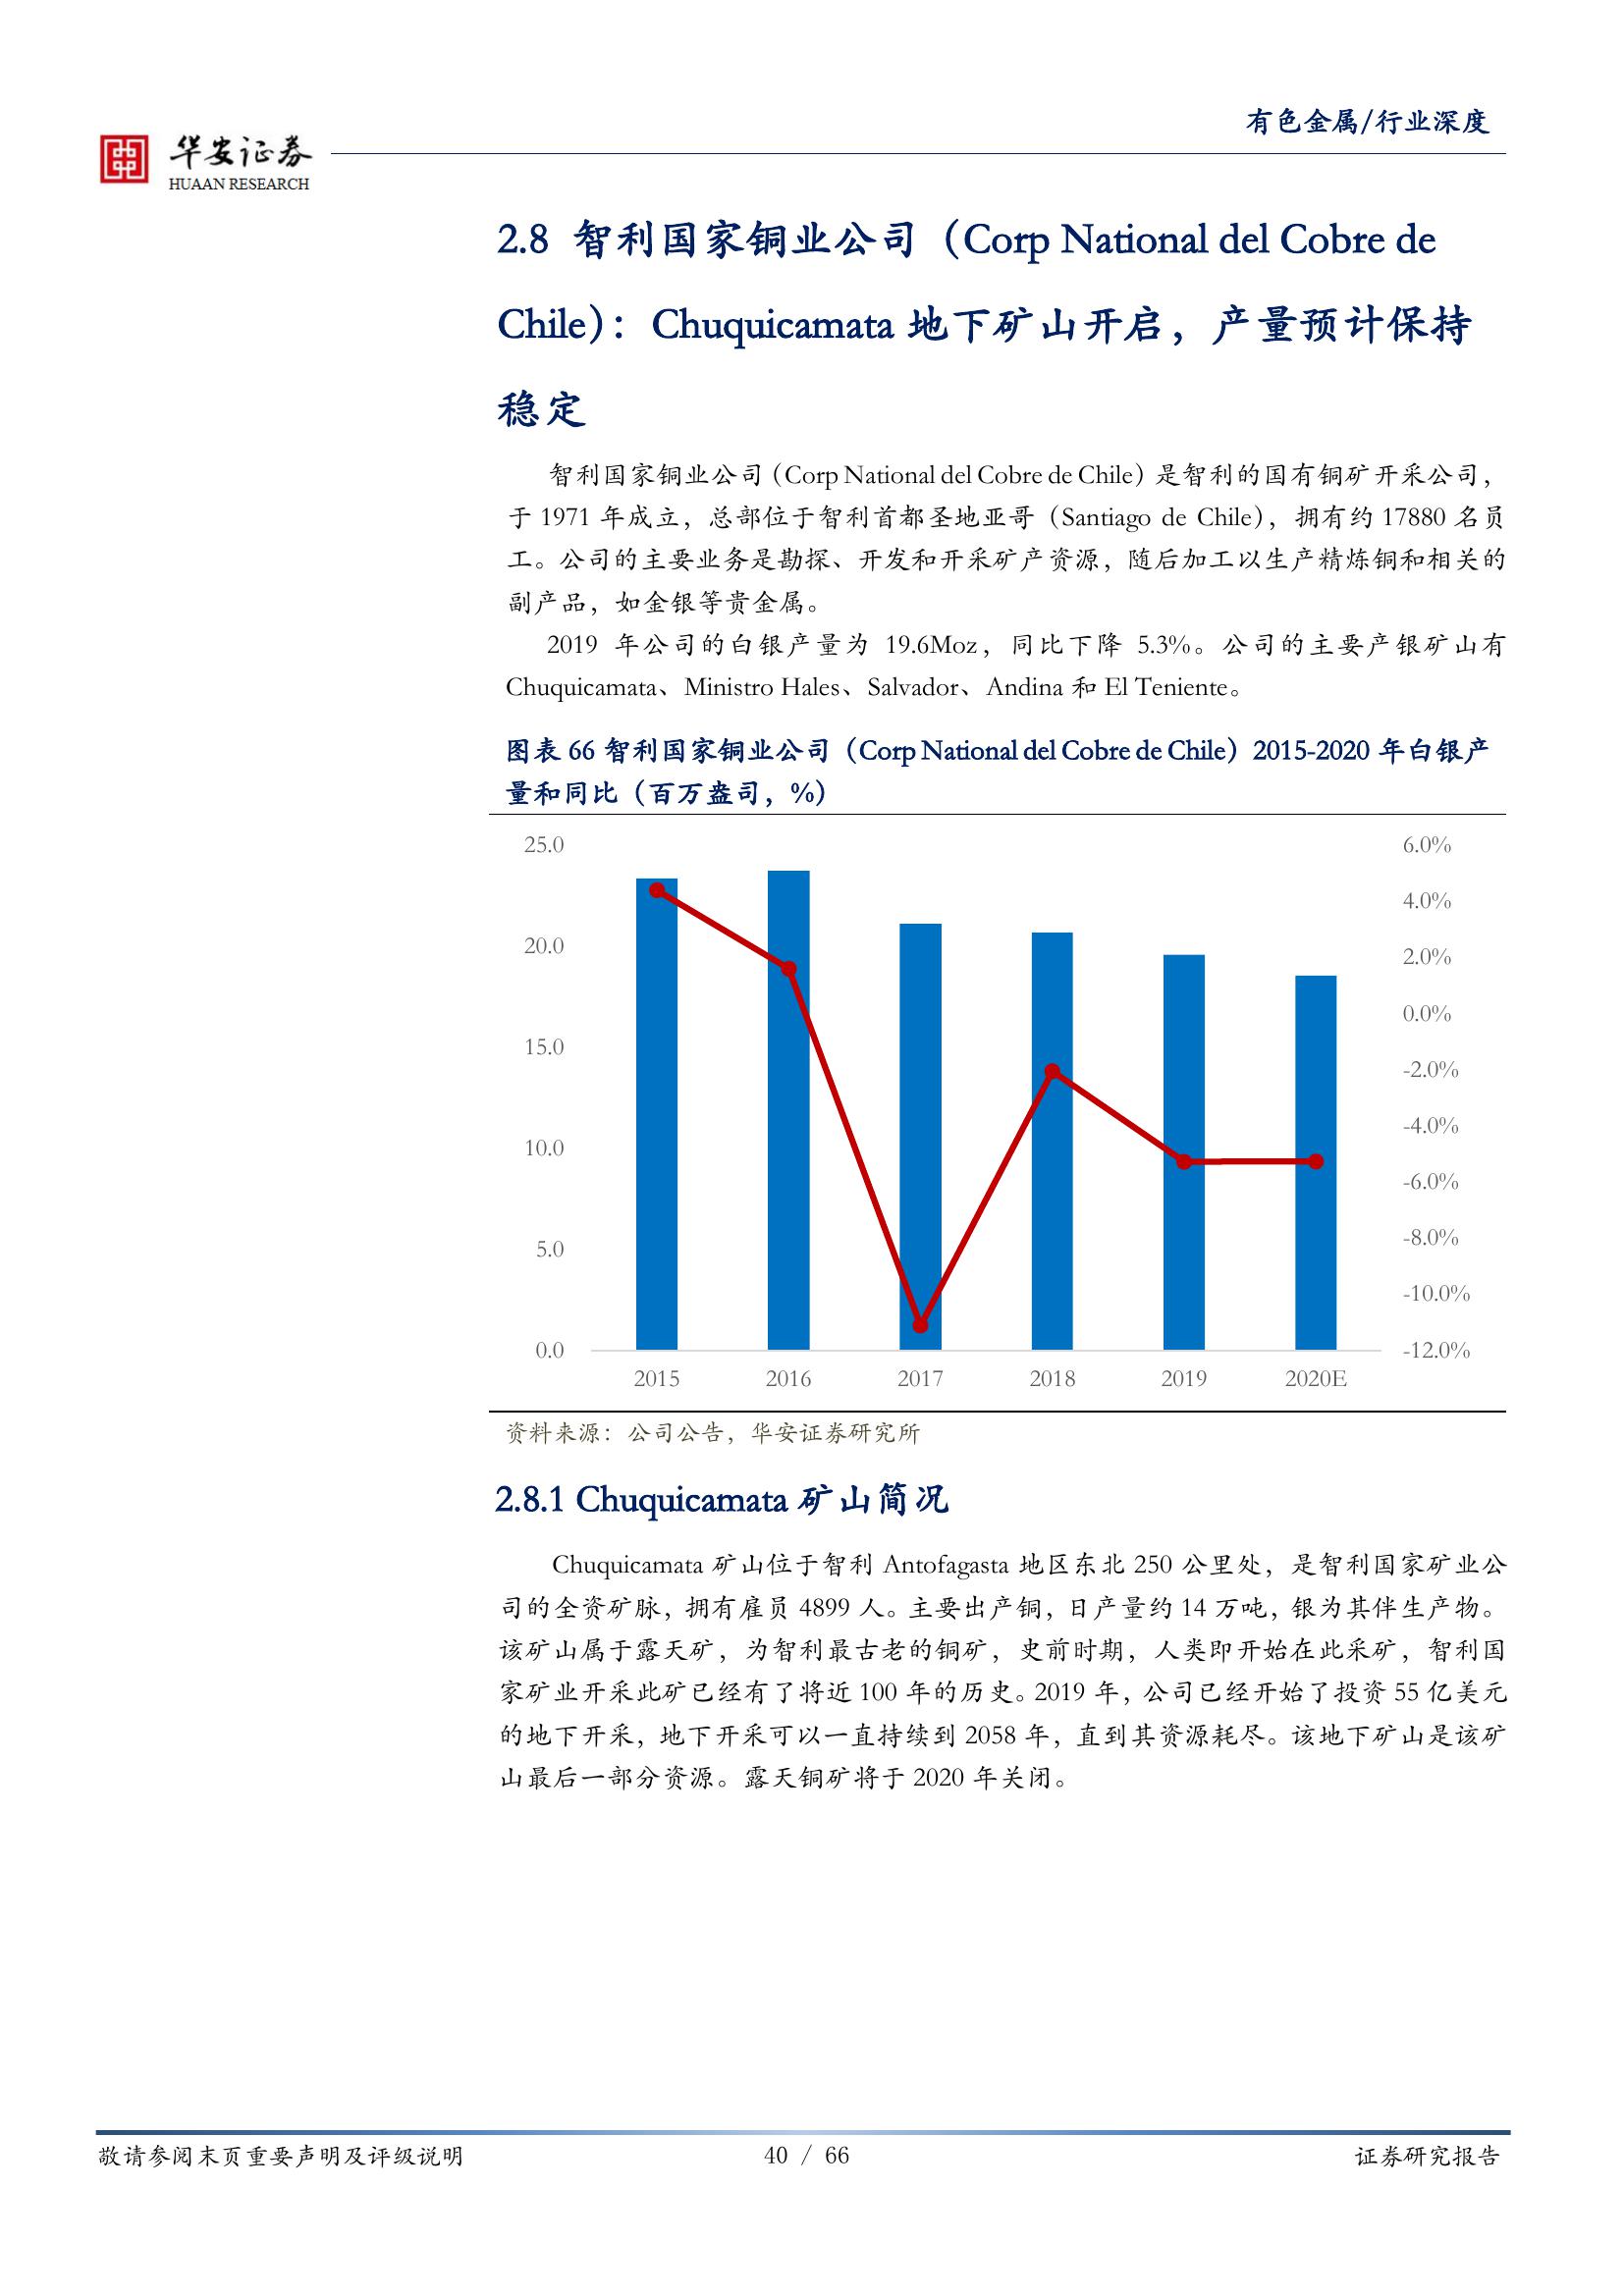 有色金属/行业深度
华安证券
HUAAN RESEARCH
2.8 智利国家铜业公司（Corp National del Cobre de
Chile）：Chuquicamata 地下矿山开启，产量预计保持
稳定
智利国家铜业公司（Corp National del Cobre de Chile）是智利的国有铜矿开采公司，
于 1971 年成立，总部位于智利首都圣地亚哥（Santiago de Chile），拥有约 17880 名员
工。公司的主要业务是勘探、开发和开采矿产资源，随后加工以生产精炼铜和相关的
副产品，如金银等贵金属。
2019 年公司的白银产量为 19.6Moz，同比下降 5.3%。公司的主要产银矿山有
Chuquicamata、Ministro Hales、Salvador、Andina 和 El Teniente。
图表 66 智利国家铜业公司（Corp National del Cobre de Chile）2015-2020 年白银产
量和同比（百万盎司，%）
25.0
20.0
15.0
10.0
5.0
0.0
6.0%
4.0%
2.0%
0.0%
-2.0%
-4.0%
-6.0%
-8.0%
-10.0%
-12.0%
2015 2016 2017 2018 2019 2020E
资料来源：公司公告，华安证券研究所
2.8.1 Chuquicamata 矿山简况
Chuquicamata 矿山位于智利 Antofagasta 地区东北 250 公里处，是智利国家矿业公
司的全资矿脉，拥有雇员 4899 人。主要出产铜，日产量约 14 万吨，银为其伴生产物。
该矿山属于露天矿，为智利最古老的铜矿，史前时期，人类即开始在此采矿，智利国
家矿业开采此矿已经有了将近 100 年的历史。2019 年，公司已经开始了投资 55 亿美元
的地下开采，地下开采可以一直持续到 2058 年，直到其资源耗尽。该地下矿山是该矿
山最后一部分资源。露天铜矿将于 2020 年关闭。
敬请参阅末页重要声明及评级说明
40 / 66
证券研究报告